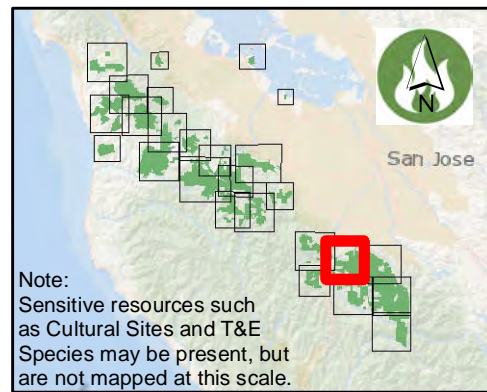 N
San Jose
Note:
Sensitive resources such
as Cultural Sites and T&E
Species may be present, but
are not mapped at this scale.